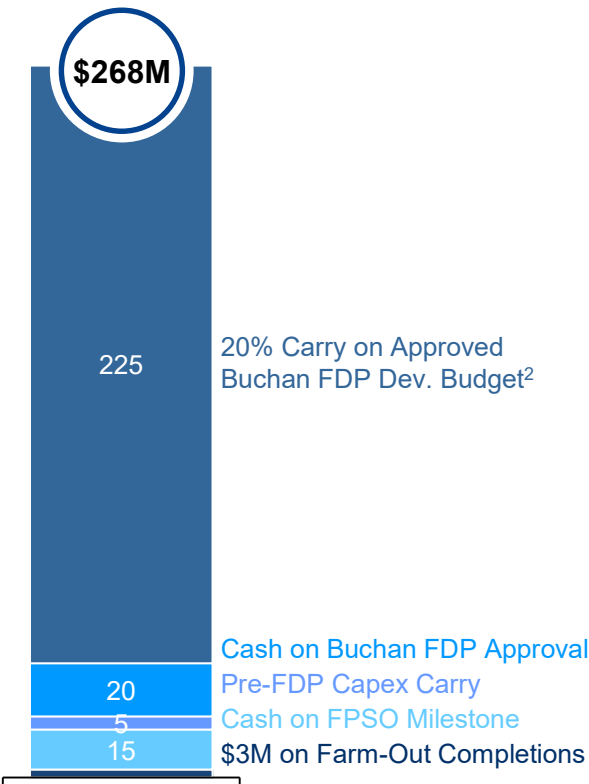 $268M
225
20% Carry on Approved
Buchan FDP Dev. Budget²
Cash on Buchan FDP Approval
20
Pre-FDP Capex Carry
5
Cash on FPSO Milestone
15
$3M on Farm-Out Completions